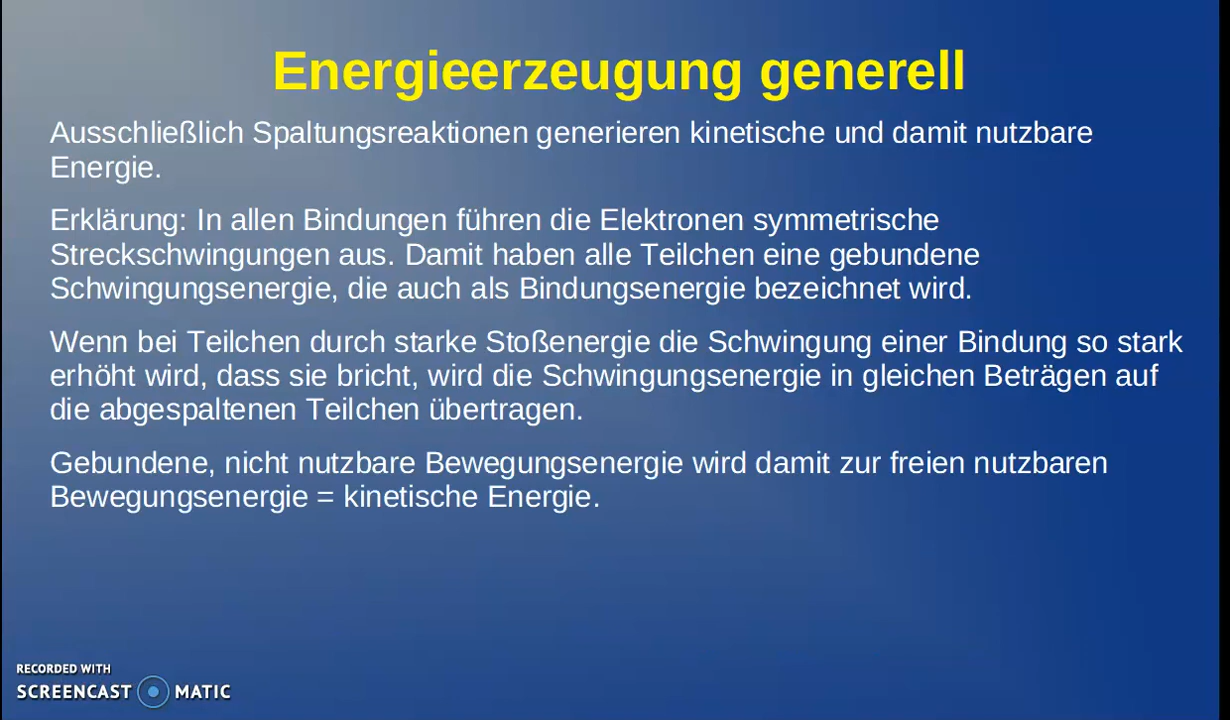 Energieerzeugung generell
Ausschließlich Spaltungsreaktionen generieren kinetische und damit nutzbare
Energie.
Erklärung: In allen Bindungen führen die Elektronen symmetrische
Streckschwingungen aus. Damit haben alle Teilchen eine gebundene
Schwingungsenergie, die auch als Bindungsenergie bezeichnet wird.
Wenn bei Teilchen durch starke Stoßenergie die Schwingung einer Bindung so stark
erhöht wird, dass sie bricht, wird die Schwingungsenergie in gleichen Beträgen auf
die abgespaltenen Teilchen übertragen.
Gebundene, nicht nutzbare Bewegungsenergie wird damit zur freien nutzbaren
Bewegungsenergie = kinetische Energie.
RECORDED WITH
SCREENCAST MATIC